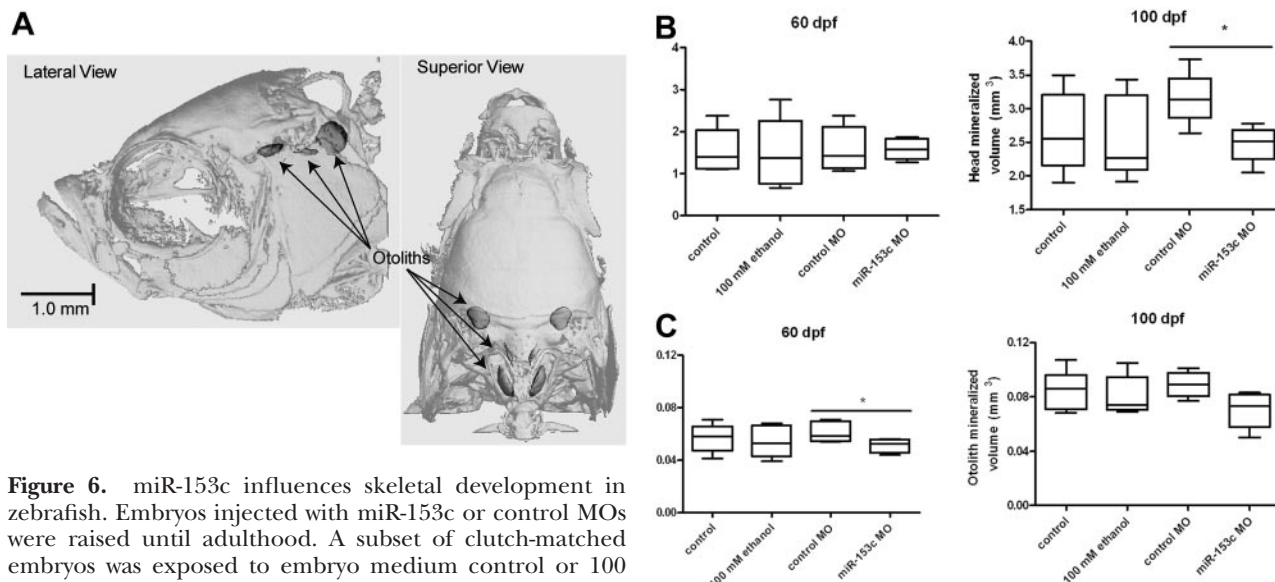 A
Lateral View
Superior View
Otoliths
1.0 mm
B
60 dpf
4
3
2
1
0
control
100 mM ethanol
control MO
miR-153c MO
100 dpf
*
Head mineralized
volume (mm 3)
3.5
3.0
2.5
2.0
1.5
control
100 mM ethanol
control MO
miR-153c MO
C
60 dpf
*
0.12
0.08
0.04
0.00
control
100 mM ethanol
control MO
miR-153c MO
100 dpf
Otolith mineralized
volume (mm 3)
0.12
0.08
0.04
0.00
control
100 mM ethanol
control MO
miR-153c MO
Figure 6. miR-153c influences skeletal development in
zebrafish. Embryos injected with miR-153c or control MOs
were raised until adulthood. A subset of clutch-matched
embryos was exposed to embryo medium control or 100